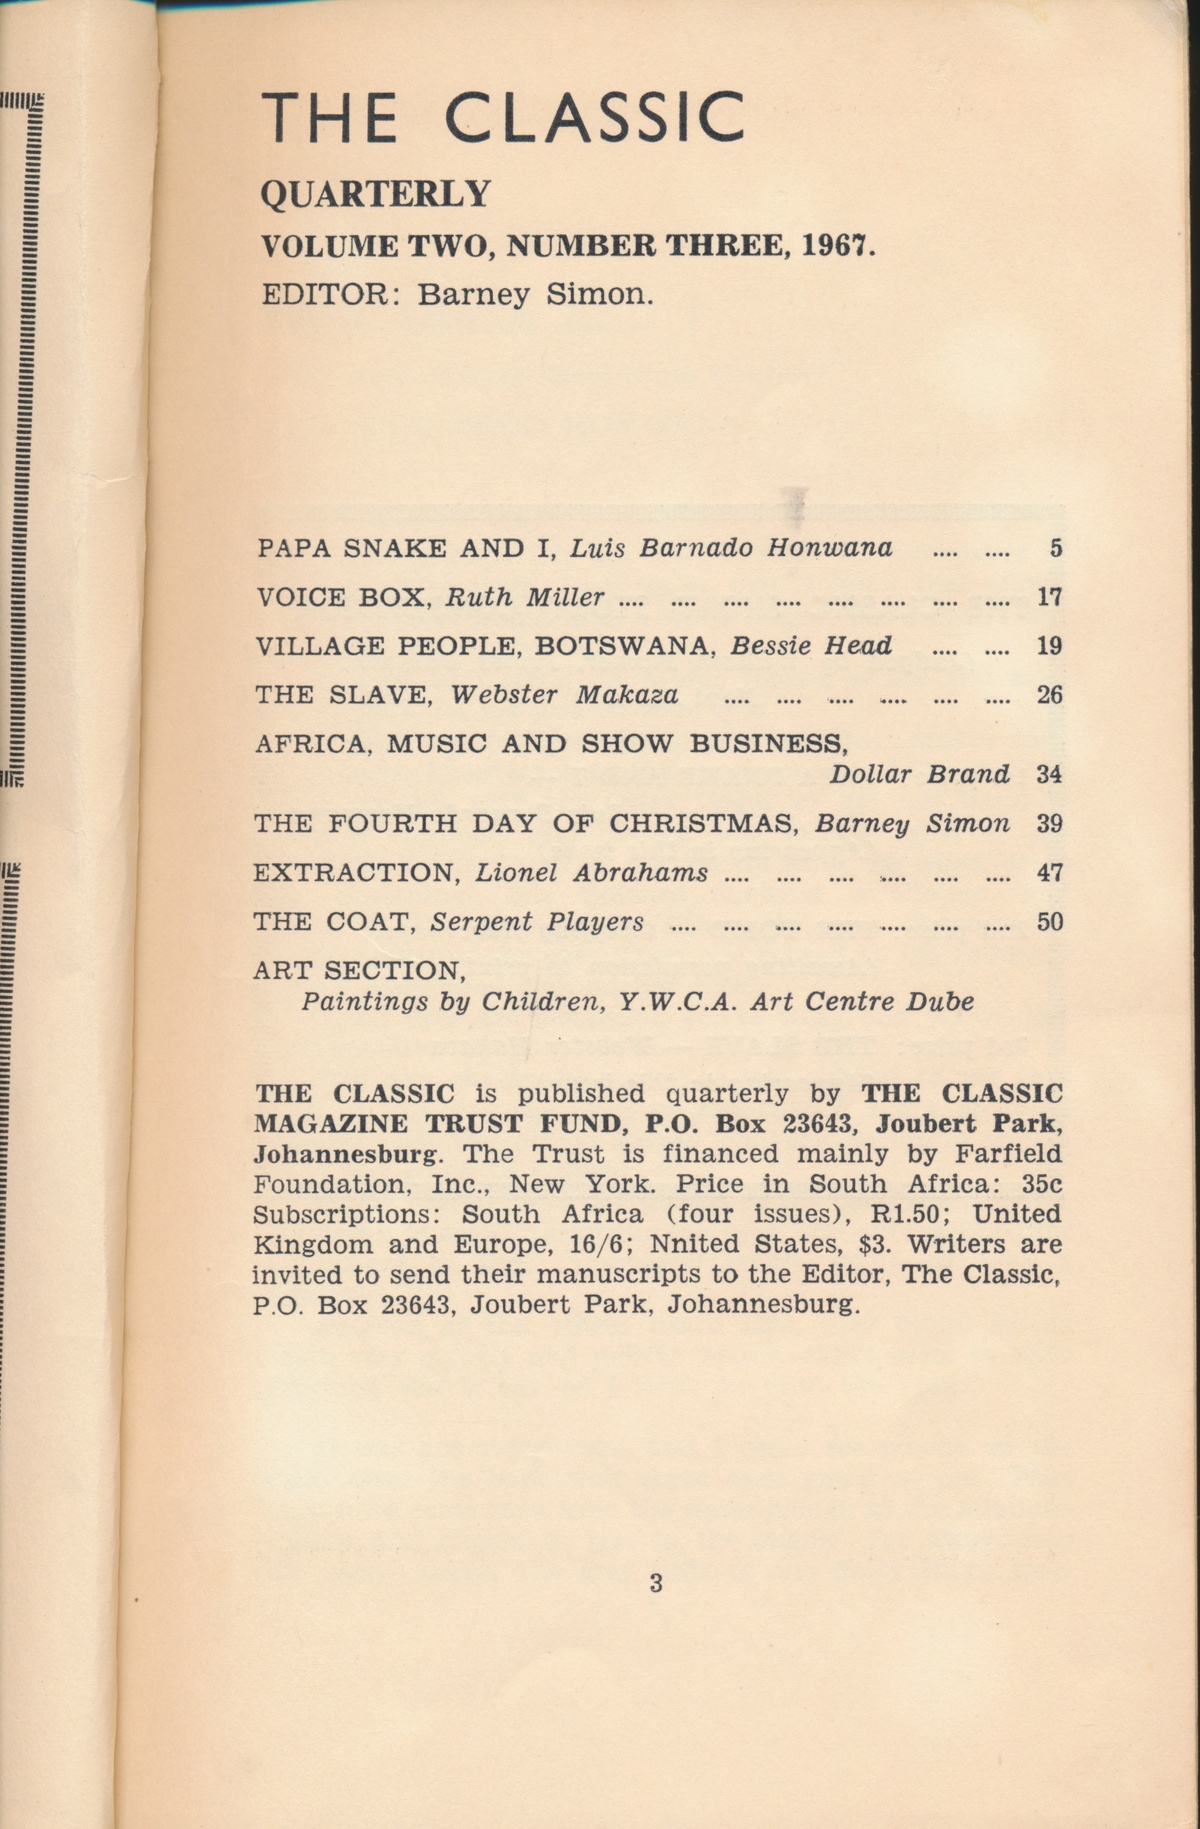 THE CLASSIC
QUARTERLY
VOLUME TWO, NUMBER THREE, 1967.
EDITOR: Barney Simon.
PAPA SNAKE AND I, Luis Barnado Honwana .... .... 5
VOICE BOX, Ruth Miller .... .... .... .... .... .... .... .... 17
VILLAGE PEOPLE, BOTSWANA, Bessie Head .... .... 19
THE SLAVE, Webster Makaza .... .... .... .... .... .... 26
AFRICA, MUSIC AND SHOW BUSINESS,
Dollar Brand 34
THE FOURTH DAY OF CHRISTMAS, Barney Simon 39
EXTRACTION, Lionel Abrahams .... .... .... .... .... .... 47
THE COAT, Serpent Players .... .... .... .... .... .... .... 50
ART SECTION,
Paintings by Children, Y.W.C.A. Art Centre Dube
THE CLASSIC is published quarterly by THE CLASSIC
MAGAZINE TRUST FUND, P.O. Box 23643, Joubert Park,
Johannesburg. The Trust is financed mainly by Farfield
Foundation, Inc., New York. Price in South Africa: 35c
Subscriptions: South Africa (four issues), R1.50; United
Kingdom and Europe, 16/6; Nnited States, $3. Writers are
invited to send their manuscripts to the Editor, The Classic,
P.O. Box 23643, Joubert Park, Johannesburg.
3